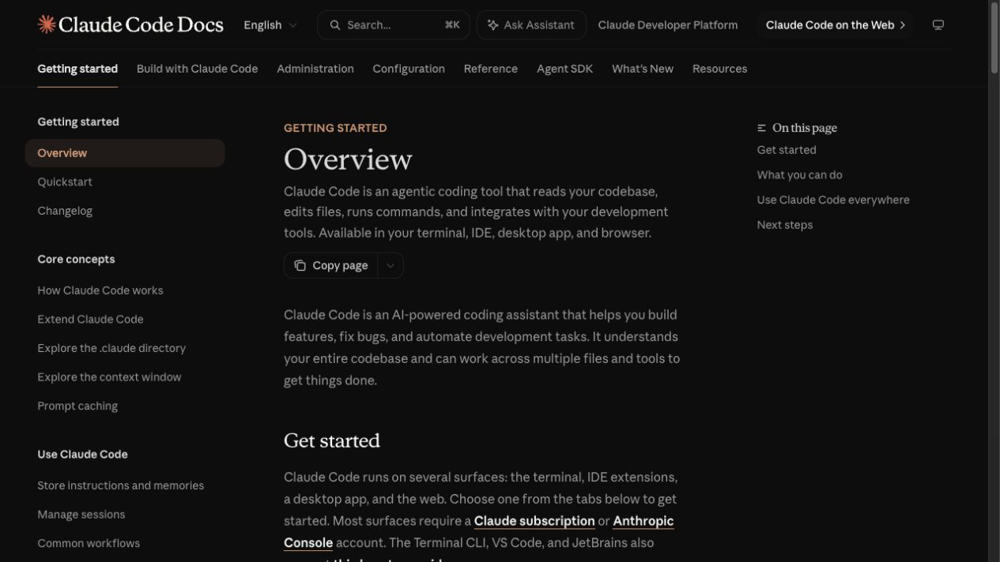 Claude Code Docs
English
Search...
⌘K
Ask Assistant
Claude Developer Platform
Claude Code on the Web
Getting started
Build with Claude Code
Administration
Configuration
Reference
Agent SDK
What's New
Resources
Getting started
Overview
Quickstart
Changelog
Core concepts
How Claude Code works
Extend Claude Code
Explore the .claude directory
Explore the context window
Prompt caching
Use Claude Code
Store instructions and memories
Manage sessions
Common workflows
GETTING STARTED
Overview
Claude Code is an agentic coding tool that reads your codebase,
edits files, runs commands, and integrates with your development
tools. Available in your terminal, IDE, desktop app, and browser.
Copy page
Claude Code is an AI-powered coding assistant that helps you build
features, fix bugs, and automate development tasks. It understands
your entire codebase and can work across multiple files and tools to
get things done.
Get started
Claude Code runs on several surfaces: the terminal, IDE extensions,
a desktop app, and the web. Choose one from the tabs below to get
started. Most surfaces require a Claude subscription or Anthropic
Console account. The Terminal CLI, VS Code, and JetBrains also
On this page
Get started
What you can do
Use Claude Code everywhere
Next steps